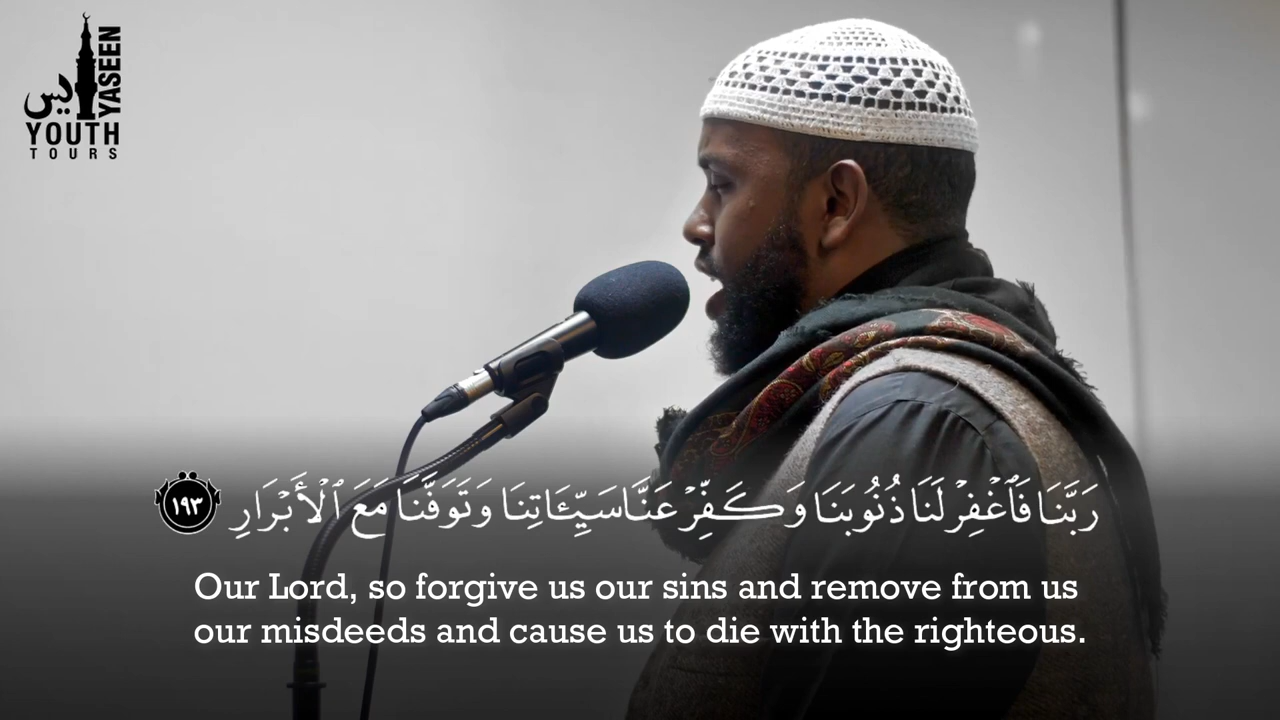 يس
YASEEN
YOUTH
TOURS
رَبَّنَا فَٱغْفِرْ لَنَا ذُنُوبَنَا وَكَفِّرْ عَنَّا سَيِّـَٔاتِنَا وَتَوَفَّنَا مَعَ ٱلْأَبْرَارِ ١٩٣
Our Lord, so forgive us our sins and remove from us
our misdeeds and cause us to die with the righteous.